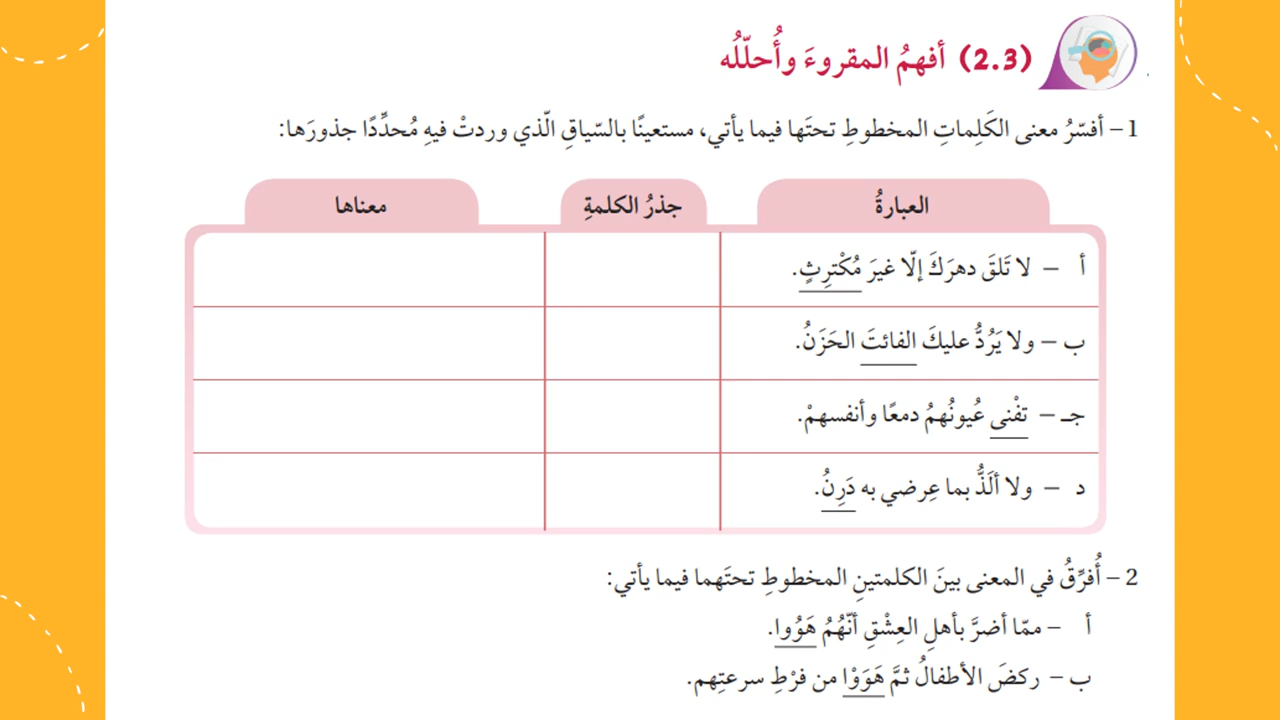 (2.3) أفهمُ المقروءَ وأُحلّلُه
1 – أفسّرُ معنى الكَلِماتِ المخطوطِ تحتَها فيما يأتي، مستعينًا بالسّياقِ الّذي وردتْ فيهِ مُحدِّدًا جذورَها:
العبارةُ جذرُ الكلمةِ معناها
أ – لا تَلقَ دهرَكَ إلّا غيرَ مُكْترِثٍ.
ب – ولا يَرُدُّ عليكَ الفائتَ الحَزَنُ.
جـ – تفْنى عُيونُهمُ دمعًا وأنفسهمْ.
د – ولا ألَذُّ بما عِرضي به دَرِنُ.
2 – أُفرِّقُ في المعنى بينَ الكلمتينِ المخطوطِ تحتَهما فيما يأتي:
أ – ممّا أضرَّ بأهلِ العِشْقِ أنّهُمُ هَوُوا.
ب – ركضَ الأطفالُ ثمَّ هَوَوْا من فرْطِ سرعتِهم.